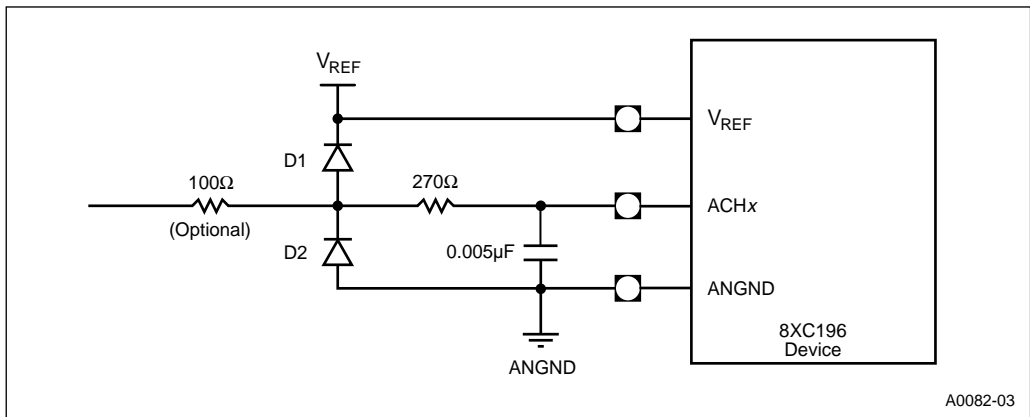 VREF
D1
100Ω
(Optional)
270Ω
D2
0.005µF
ANGND
VREF
ACHx
ANGND
8XC196
Device
A0082-03